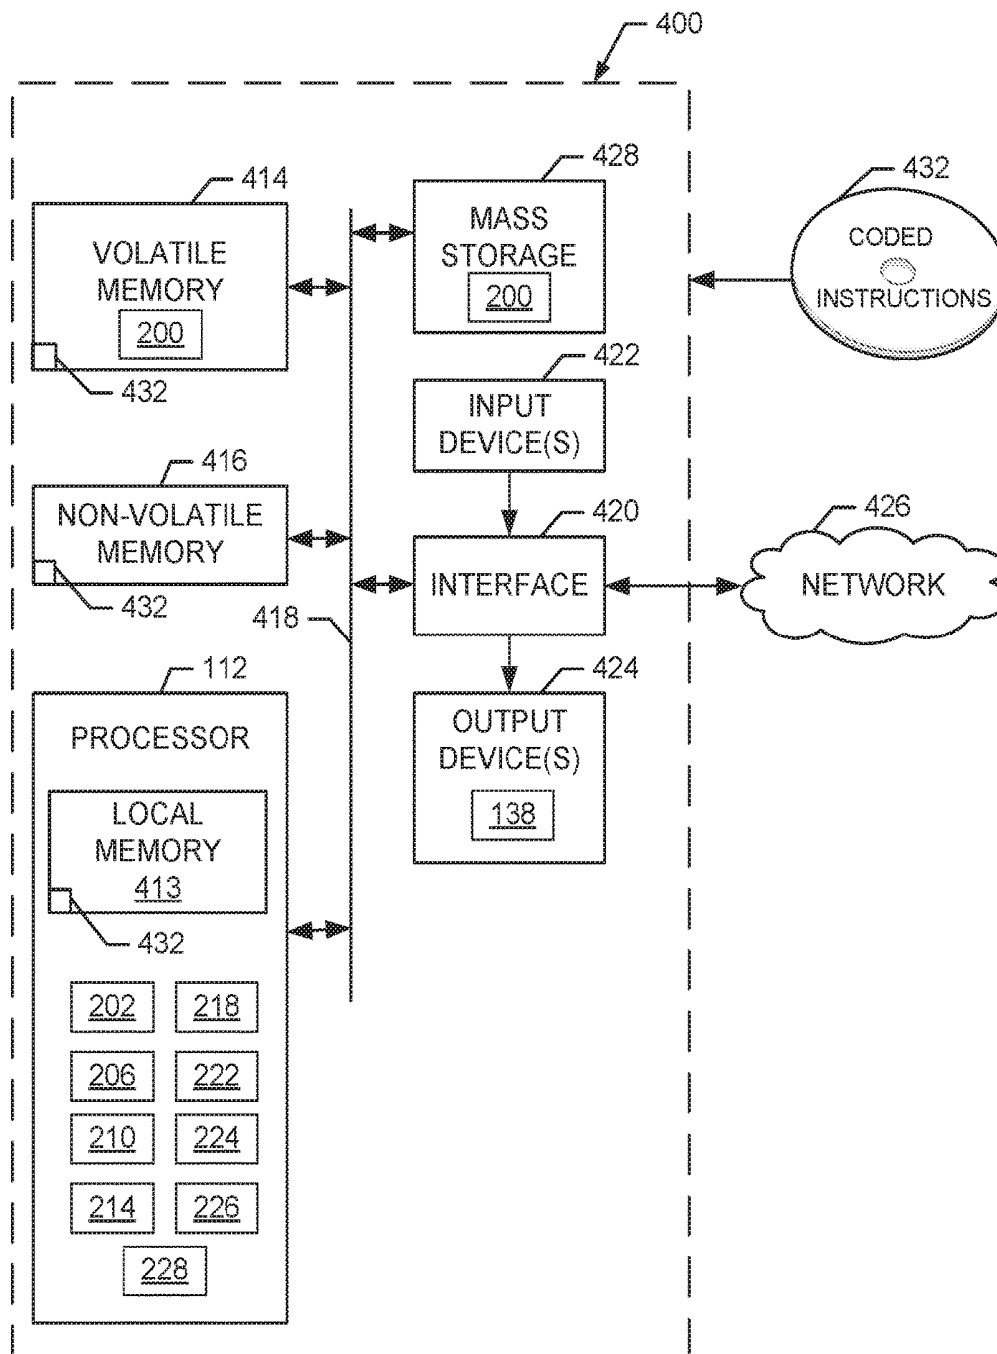 400
414
VOLATILE
MEMORY
200
432
428
MASS
STORAGE
200
432
CODED
INSTRUCTIONS
422
INPUT
DEVICE(S)
416
NON-VOLATILE
MEMORY
432
420
INTERFACE
426
NETWORK
418
112
PROCESSOR
LOCAL
MEMORY
413
432
424
OUTPUT
DEVICE(S)
138
202
218
206
222
210
224
214
226
228